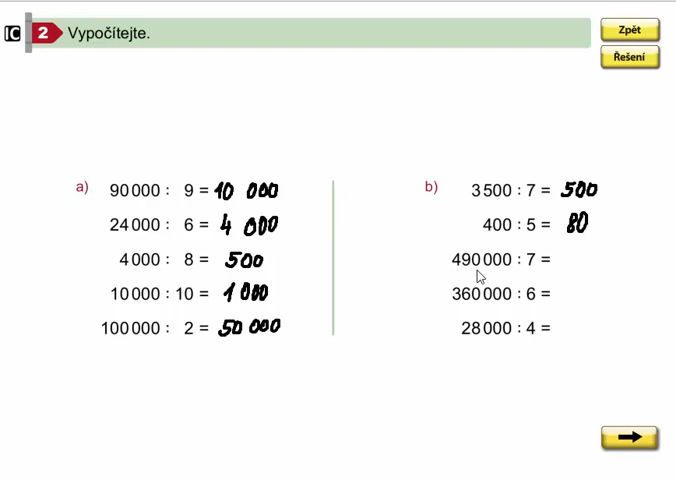 IC 2 Vypočítejte.
Zpět
Řešení
a) 90 000 : 9 = 10 000
24 000 : 6 = 4 000
4 000 : 8 = 500
10 000 : 10 = 1 000
100 000 : 2 = 50 000
b) 3 500 : 7 = 500
400 : 5 = 80
490 000 : 7 =
360 000 : 6 =
28 000 : 4 =